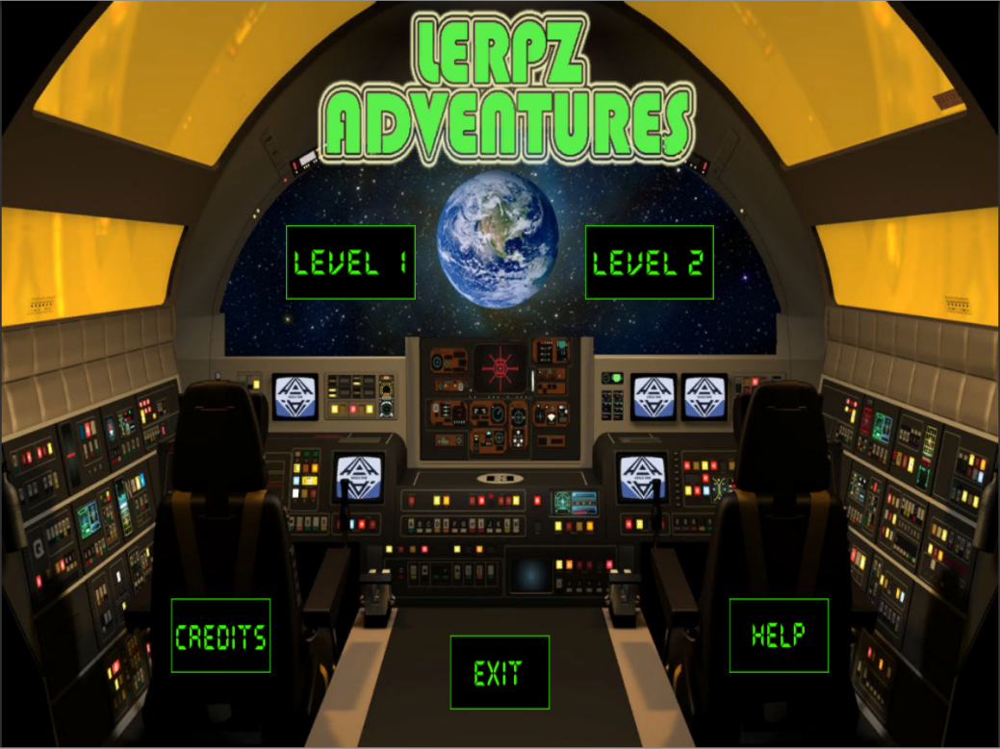 LERPZ
ADVENTURES
LEVEL 1
LEVEL 2
CREDITS
EXIT
HELP